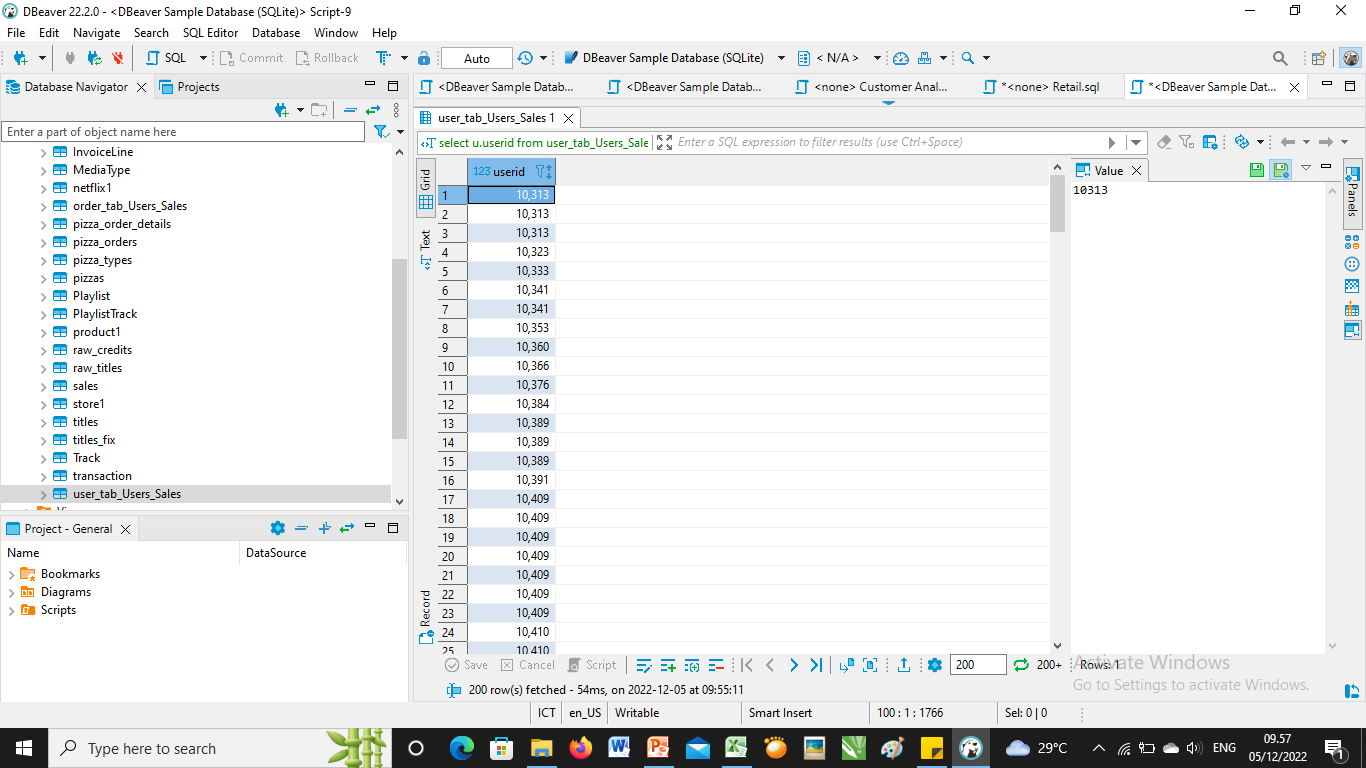 DBeaver 22.2.0 - <DBeaver Sample Database (SQLite)> Script-9
File Edit Navigate Search SQL Editor Database Window Help
SQL Commit Rollback T Auto DBeaver Sample Database (SQLite) < N/A >
Database Navigator Projects
<DBeaver Sample Datab... <DBeaver Sample Datab... <none> Customer Anal... *<none> Retail.sql *<DBeaver Sample Dat...
Enter a part of object name here
InvoiceLine
MediaType
netflix1
order_tab_Users_Sales
pizza_order_details
pizza_orders
pizza_types
pizzas
Playlist
PlaylistTrack
product1
raw_credits
raw_titles
sales
store1
titles
titles_fix
Track
transaction
user_tab_Users_Sales
Project - General
Name DataSource
Bookmarks
Diagrams
Scripts
user_tab_Users_Sales 1
select u.userid from user_tab_Users_Sale Enter a SQL expression to filter results (use Ctrl+Space)
Grid
Text
Record
123 userid
1 10,313
2 10,313
3 10,313
4 10,323
5 10,333
6 10,341
7 10,341
8 10,353
9 10,360
10 10,366
11 10,376
12 10,384
13 10,389
14 10,389
15 10,389
16 10,391
17 10,409
18 10,409
19 10,409
20 10,409
21 10,409
22 10,409
23 10,409
24 10,410
25 10,410
Value
10313
Panels
Save Cancel Script 200 200+ Rows: 1
Activate Windows
Go to Settings to activate Windows.
200 row(s) fetched - 54ms, on 2022-12-05 at 09:55:11
ICT en_US Writable Smart Insert 100 : 1 : 1766 Sel: 0 | 0
Type here to search
29°C ENG
09.57
05/12/2022
1